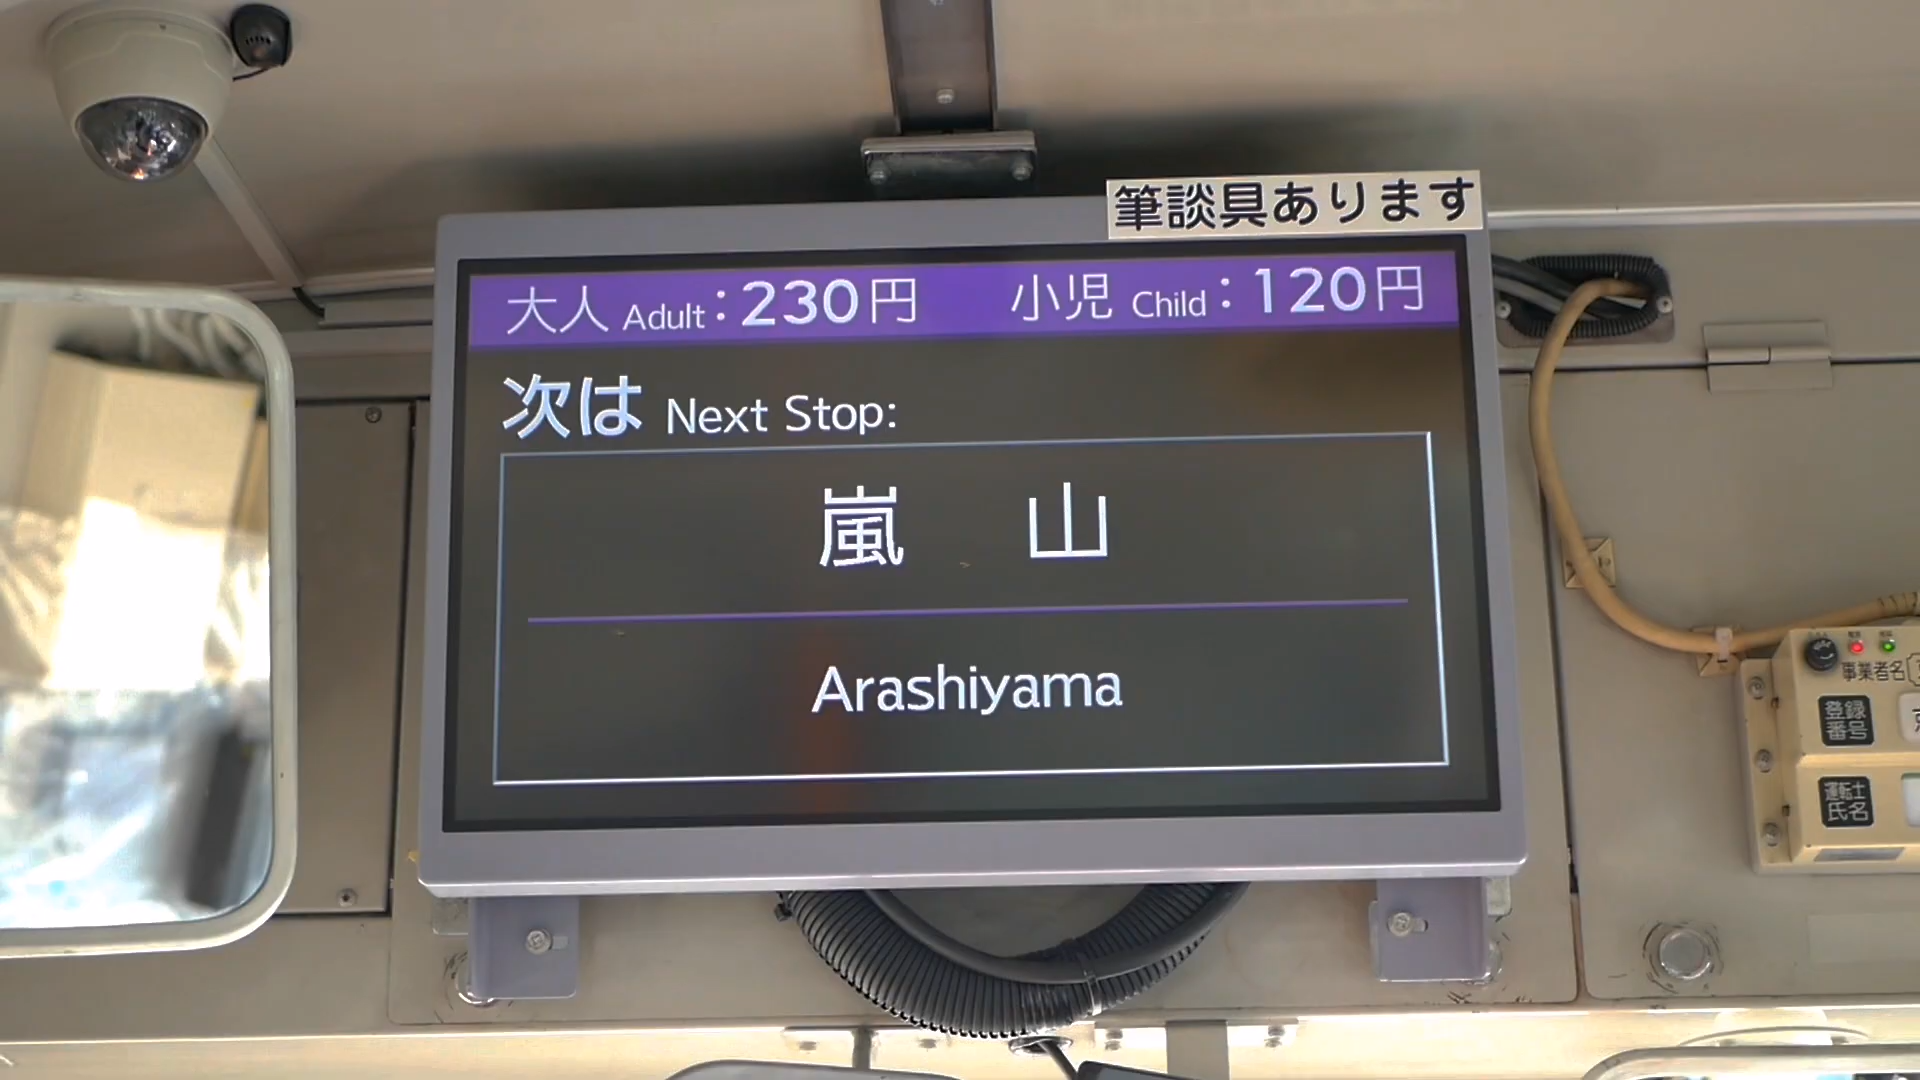 筆談具あります
大人 Adult：230円 小児 Child：120円
次は Next Stop:
嵐山
Arashiyama
事業者名
登録
番号
運転士
氏名